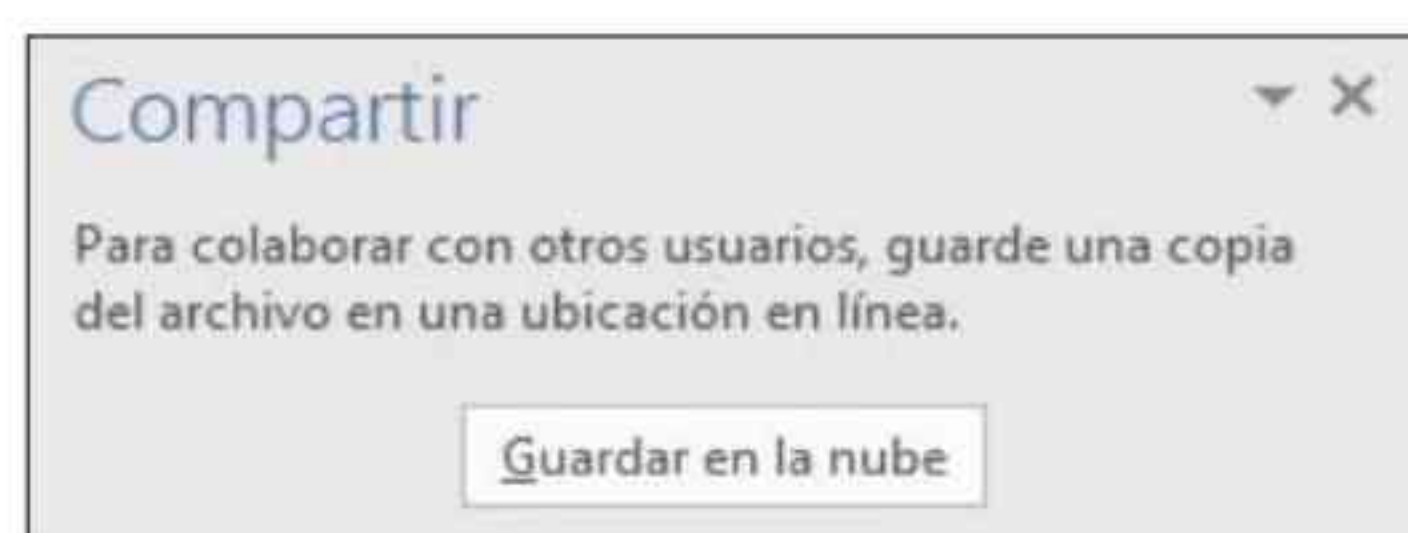 Compartir
Para colaborar con otros usuarios, guarde una copia
del archivo en una ubicación en línea.
Guardar en la nube